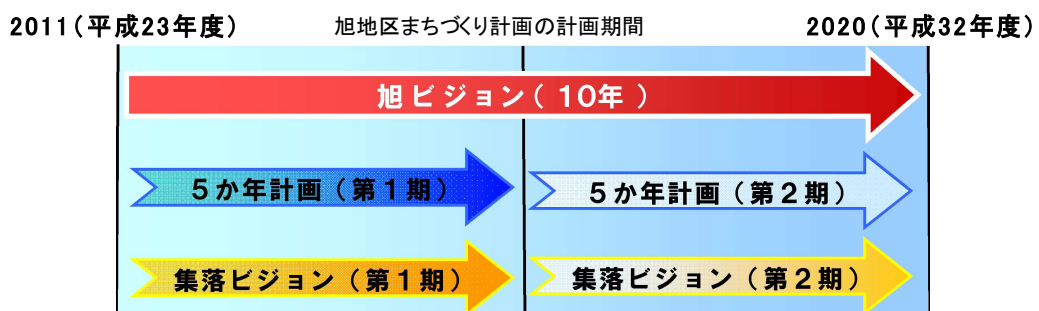 2011(平成23年度) 旭地区まちづくり計画の計画期間 2020(平成32年度)
旭ビジョン( 10年 )
5か年計画(第1期) 5か年計画(第2期)
集落ビジョン(第1期) 集落ビジョン(第2期)